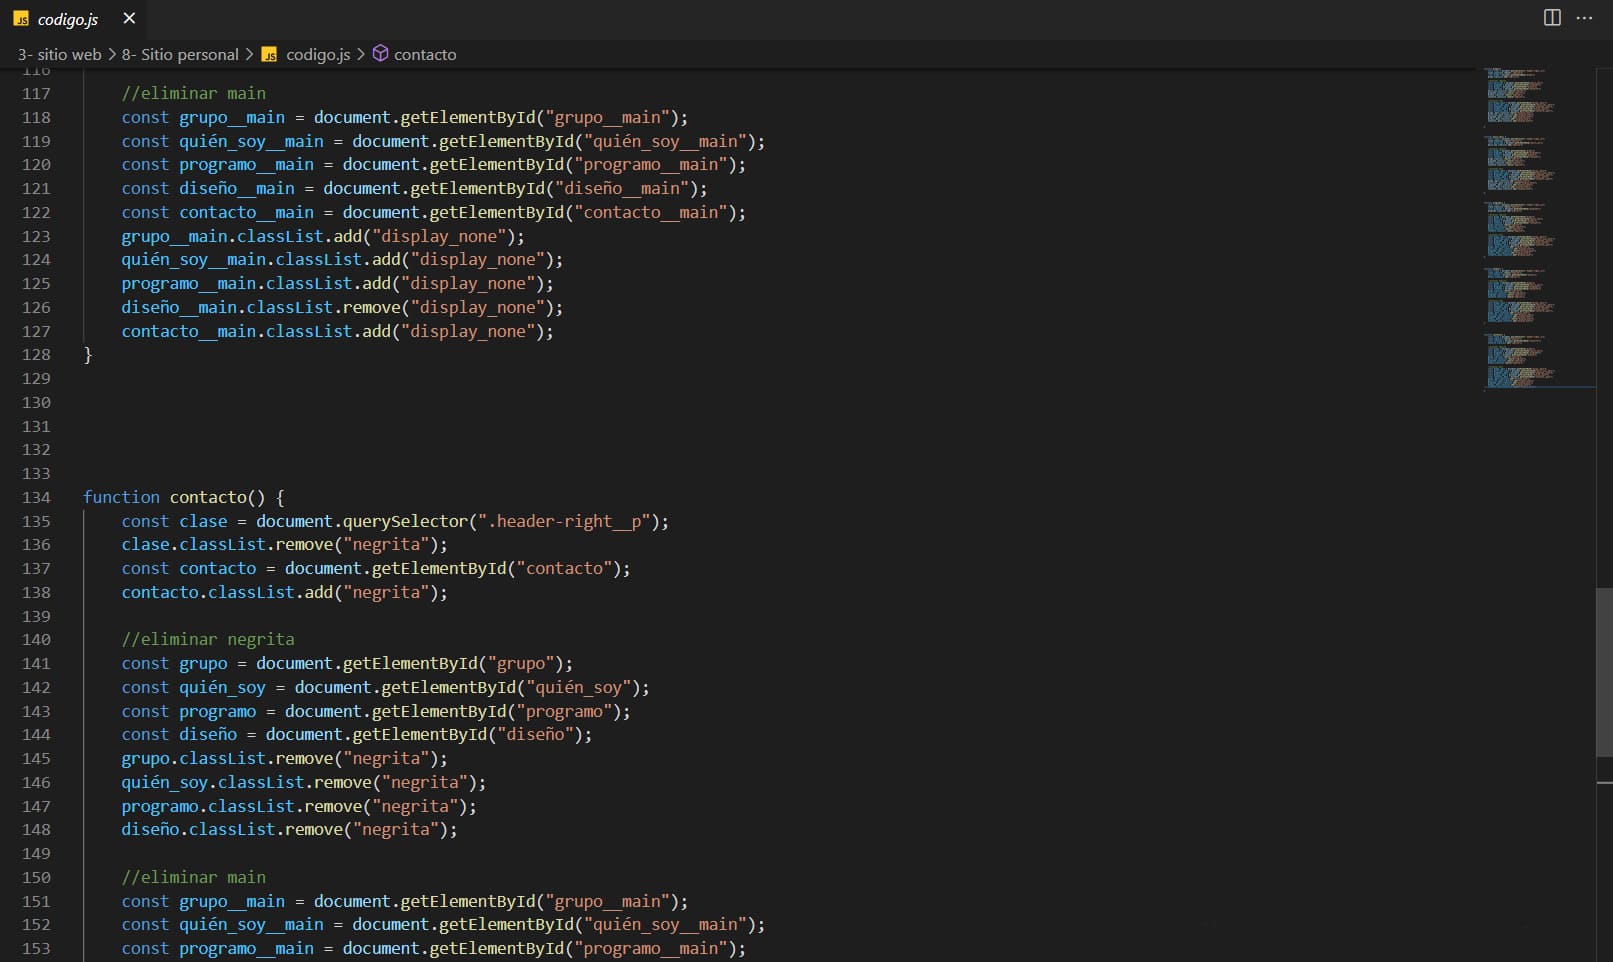 JS codigo.js ×
3- sitio web > 8- Sitio personal > JS codigo.js > contacto
116
117 //eliminar main
118 const grupo__main = document.getElementById("grupo__main");
119 const quién_soy__main = document.getElementById("quién_soy__main");
120 const programo__main = document.getElementById("programo__main");
121 const diseño__main = document.getElementById("diseño__main");
122 const contacto__main = document.getElementById("contacto__main");
123 grupo__main.classList.add("display_none");
124 quién_soy__main.classList.add("display_none");
125 programo__main.classList.add("display_none");
126 diseño__main.classList.remove("display_none");
127 contacto__main.classList.add("display_none");
128 }
129
130
131
132
133
134 function contacto() {
135 const clase = document.querySelector(".header-right__p");
136 clase.classList.remove("negrita");
137 const contacto = document.getElementById("contacto");
138 contacto.classList.add("negrita");
139
140 //eliminar negrita
141 const grupo = document.getElementById("grupo");
142 const quién_soy = document.getElementById("quién_soy");
143 const programo = document.getElementById("programo");
144 const diseño = document.getElementById("diseño");
145 grupo.classList.remove("negrita");
146 quién_soy.classList.remove("negrita");
147 programo.classList.remove("negrita");
148 diseño.classList.remove("negrita");
149
150 //eliminar main
151 const grupo__main = document.getElementById("grupo__main");
152 const quién_soy__main = document.getElementById("quién_soy__main");
153 const programo__main = document.getElementById("programo__main");